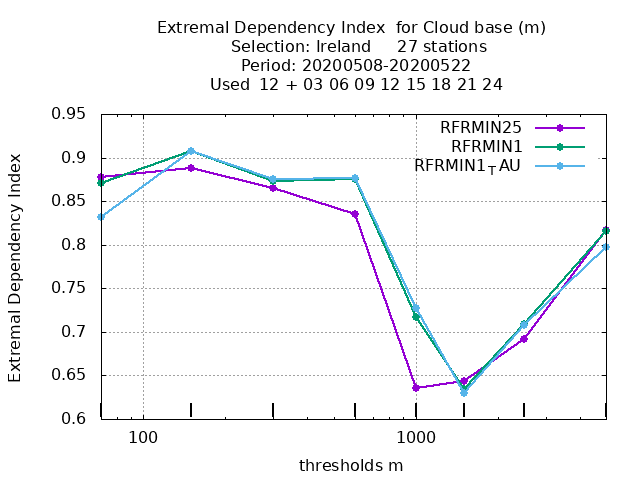 Extremal Dependency Index  for Cloud base (m)
Selection: Ireland     27 stations
Period: 20200508-20200522
Used  12 + 03 06 09 12 15 18 21 24
RFRMIN25
RFRMIN1
RFRMIN1TAU
0.95
0.9
0.85
0.8
0.75
0.7
0.65
0.6
Extremal Dependency Index
100 1000
thresholds m